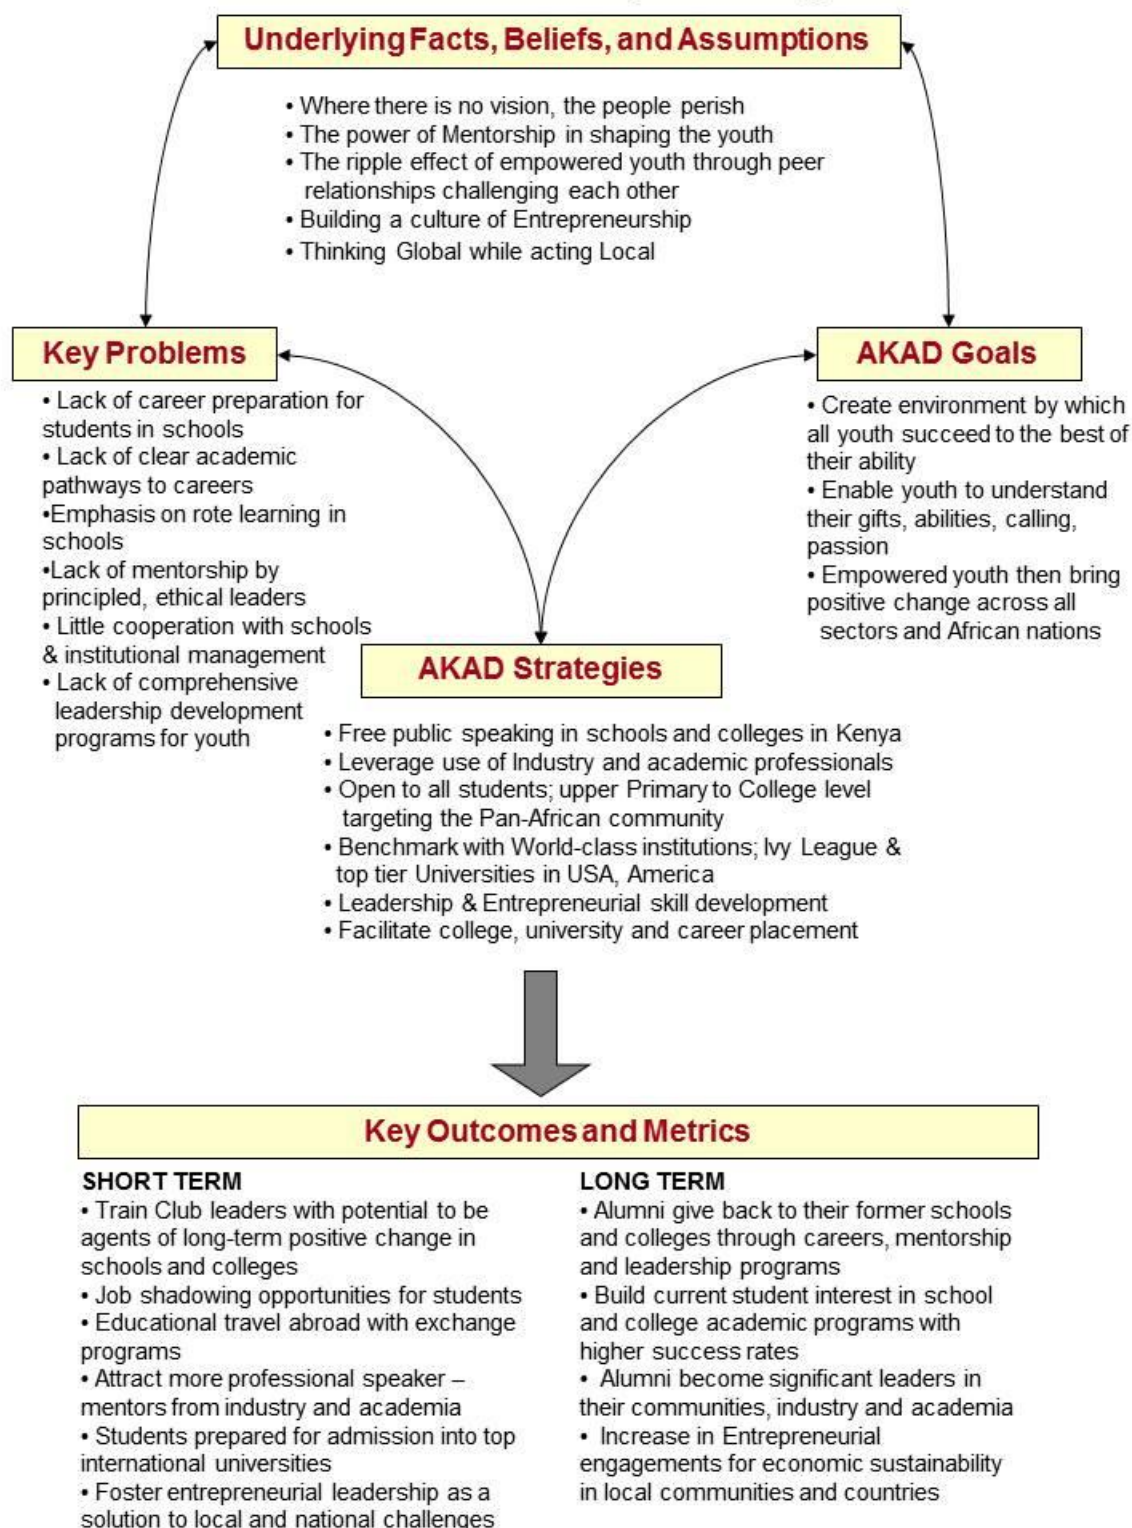 Underlying Facts, Beliefs, and Assumptions
• Where there is no vision, the people perish
• The power of Mentorship in shaping the youth
• The ripple effect of empowered youth through peer
relationships challenging each other
• Building a culture of Entrepreneurship
• Thinking Global while acting Local
Key Problems
• Lack of career preparation for
students in schools
• Lack of clear academic
pathways to careers
•Emphasis on rote learning in
schools
•Lack of mentorship by
principled, ethical leaders
• Little cooperation with schools
& institutional management
• Lack of comprehensive
leadership development
programs for youth
AKAD Goals
• Create environment by which
all youth succeed to the best of
their ability
• Enable youth to understand
their gifts, abilities, calling,
passion
• Empowered youth then bring
positive change across all
sectors and African nations
AKAD Strategies
• Free public speaking in schools and colleges in Kenya
• Leverage use of Industry and academic professionals
• Open to all students; upper Primary to College level
targeting the Pan-African community
• Benchmark with World-class institutions; Ivy League &
top tier Universities in USA, America
• Leadership & Entrepreneurial skill development
• Facilitate college, university and career placement
Key Outcomes and Metrics
SHORT TERM
• Train Club leaders with potential to be
agents of long-term positive change in
schools and colleges
• Job shadowing opportunities for students
• Educational travel abroad with exchange
programs
• Attract more professional speaker –
mentors from industry and academia
• Students prepared for admission into top
international universities
• Foster entrepreneurial leadership as a
solution to local and national challenges
LONG TERM
• Alumni give back to their former schools
and colleges through careers, mentorship
and leadership programs
• Build current student interest in school
and college academic programs with
higher success rates
• Alumni become significant leaders in
their communities, industry and academia
• Increase in Entrepreneurial
engagements for economic sustainability
in local communities and countries